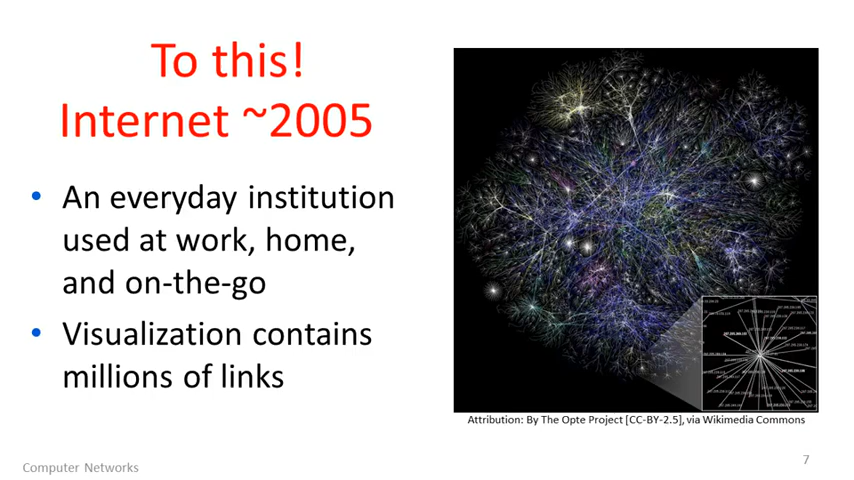 To this!
Internet ~2005
• An everyday institution
used at work, home,
and on-the-go
• Visualization contains
millions of links
Attribution: By The Opte Project [CC-BY-2.5], via Wikimedia Commons
Computer Networks
7